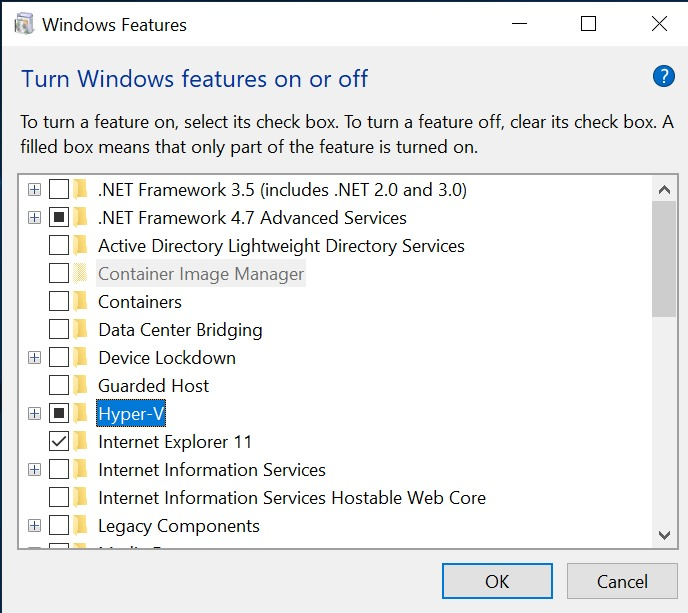 Windows Features
Turn Windows features on or off
?
To turn a feature on, select its check box. To turn a feature off, clear its check box. A
filled box means that only part of the feature is turned on.
.NET Framework 3.5 (includes .NET 2.0 and 3.0)
.NET Framework 4.7 Advanced Services
Active Directory Lightweight Directory Services
Container Image Manager
Containers
Data Center Bridging
Device Lockdown
Guarded Host
Hyper-V
Internet Explorer 11
Internet Information Services
Internet Information Services Hostable Web Core
Legacy Components
OK
Cancel